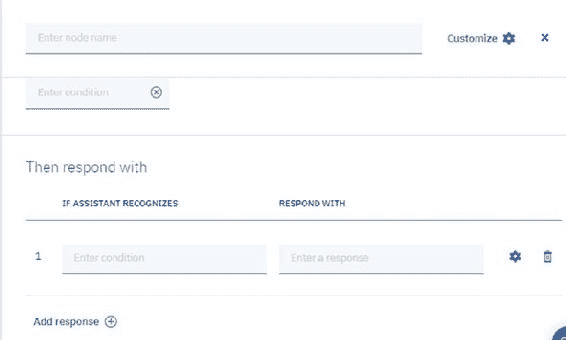 Enter node name Customize X
Enter condition
Then respond with
IF ASSISTANT RECOGNIZES RESPOND WITH
1 Enter condition Enter a response
Add response